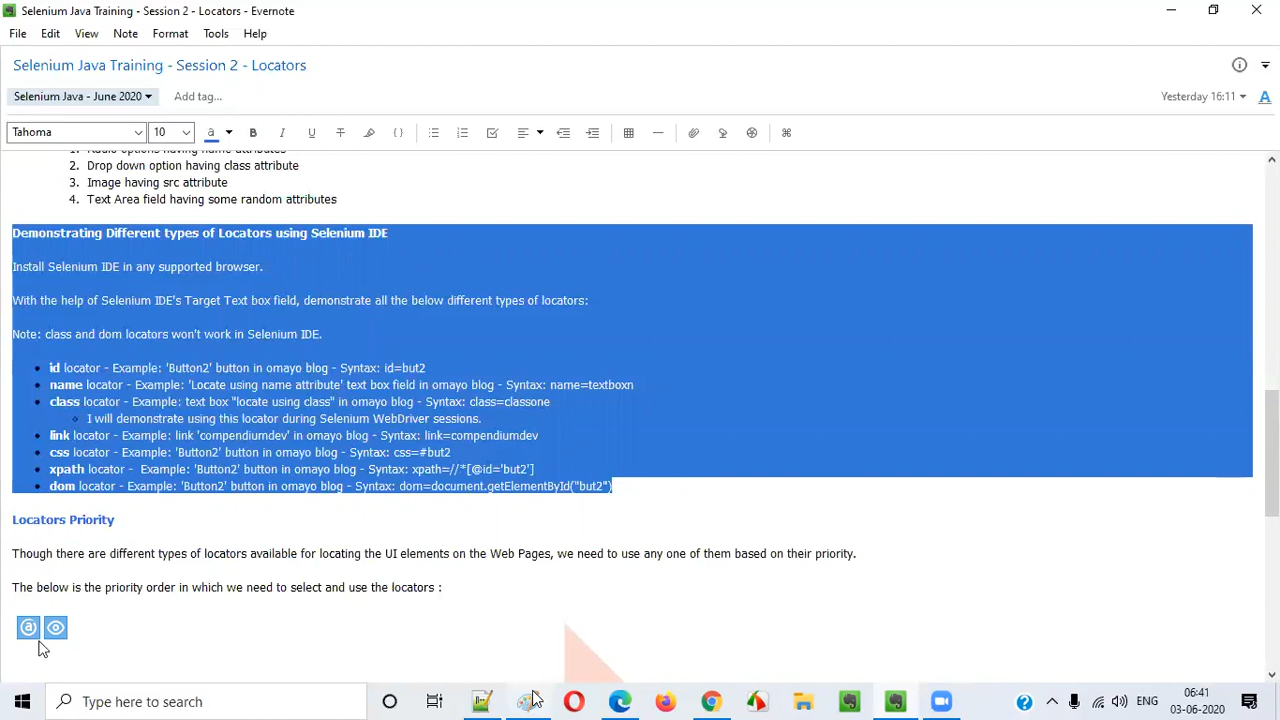 Selenium Java Training - Session 2 - Locators - Evernote
File Edit View Note Format Tools Help
Selenium Java Training - Session 2 - Locators
Selenium Java - June 2020 Add tag... Yesterday 16:11
Tahoma 10
1. Radio options having name attributes
2. Drop down option having class attribute
3. Image having src attribute
4. Text Area field having some random attributes
Demonstrating Different types of Locators using Selenium IDE
Install Selenium IDE in any supported browser.
With the help of Selenium IDE's Target Text box field, demonstrate all the below different types of locators:
Note: class and dom locators won't work in Selenium IDE.
id locator - Example: 'Button2' button in omayo blog - Syntax: id=but2
name locator - Example: 'Locate using name attribute' text box field in omayo blog - Syntax: name=textboxn
class locator - Example: text box "locate using class" in omayo blog - Syntax: class=classone
I will demonstrate using this locator during Selenium WebDriver sessions.
link locator - Example: link 'compendiumdev' in omayo blog - Syntax: link=compendiumdev
css locator - Example: 'Button2' button in omayo blog - Syntax: css=#but2
xpath locator -  Example: 'Button2' button in omayo blog - Syntax: xpath=//*[@id='but2']
dom locator - Example: 'Button2' button in omayo blog - Syntax: dom=document.getElementById("but2")
Locators Priority
Though there are different types of locators available for locating the UI elements on the Web Pages, we need to use any one of them based on their priority.
The below is the priority order in which we need to select and use the locators :
Type here to search
ENG
06:41
03-06-2020